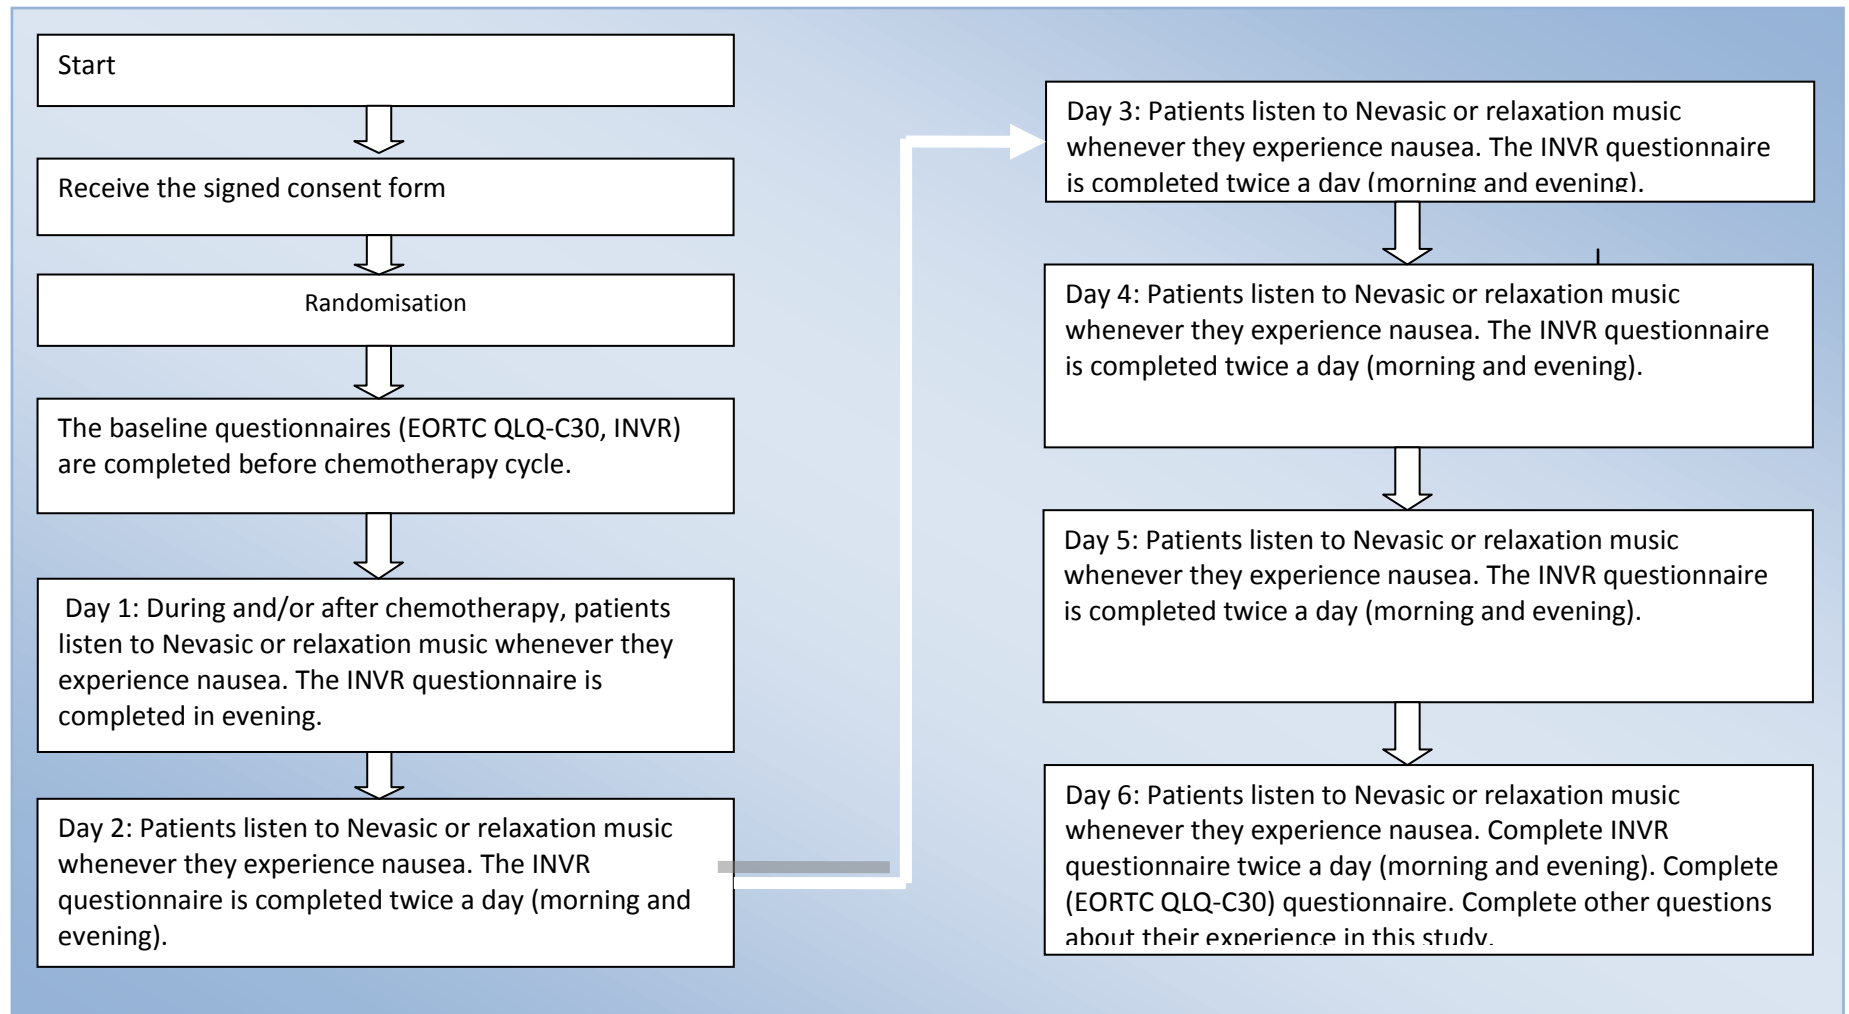 Start
Receive the signed consent form
Randomisation
The baseline questionnaires (EORTC QLQ-C30, INVR)
are completed before chemotherapy cycle.
Day 1: During and/or after chemotherapy, patients
listen to Nevasic or relaxation music whenever they
experience nausea. The INVR questionnaire is
completed in evening.
Day 2: Patients listen to Nevasic or relaxation music
whenever they experience nausea. The INVR
questionnaire is completed twice a day (morning and
evening).
Day 3: Patients listen to Nevasic or relaxation music
whenever they experience nausea. The INVR questionnaire
is completed twice a day (morning and evening).
Day 4: Patients listen to Nevasic or relaxation music
whenever they experience nausea. The INVR questionnaire
is completed twice a day (morning and evening).
Day 5: Patients listen to Nevasic or relaxation music
whenever they experience nausea. The INVR questionnaire
is completed twice a day (morning and evening).
Day 6: Patients listen to Nevasic or relaxation music
whenever they experience nausea. Complete INVR
questionnaire twice a day (morning and evening). Complete
(EORTC QLQ-C30) questionnaire. Complete other questions
about their experience in this study.